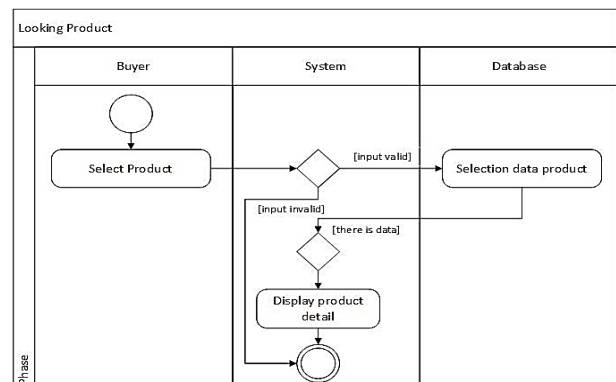 Looking Product
Buyer
System
Database
Select Product
[input valid]
Selection data product
[input invalid]
[there is data]
Display product
detail
Phase